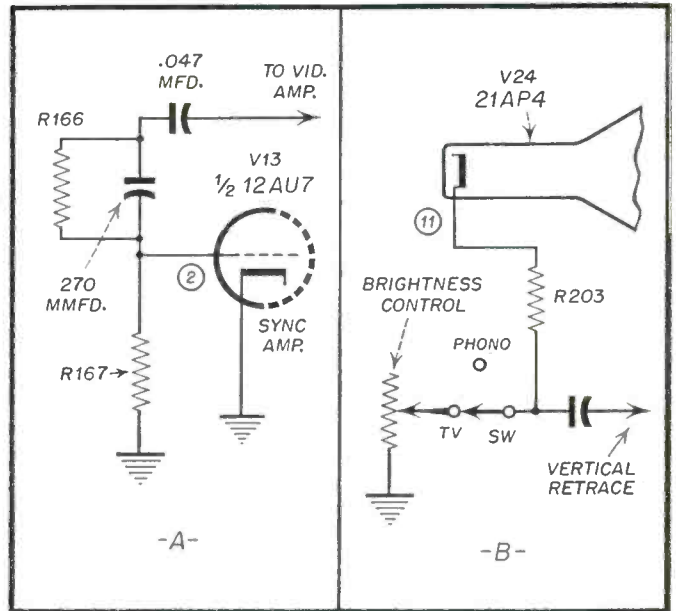 .047
MFD.
TO VID.
AMP.
R166
V13
½ 12AU7
2
270
MMFD.
SYNC
AMP.
R167
-A-
V24
21AP4
11
BRIGHTNESS
CONTROL
R203
PHONO
TV
SW
VERTICAL
RETRACE
-B-